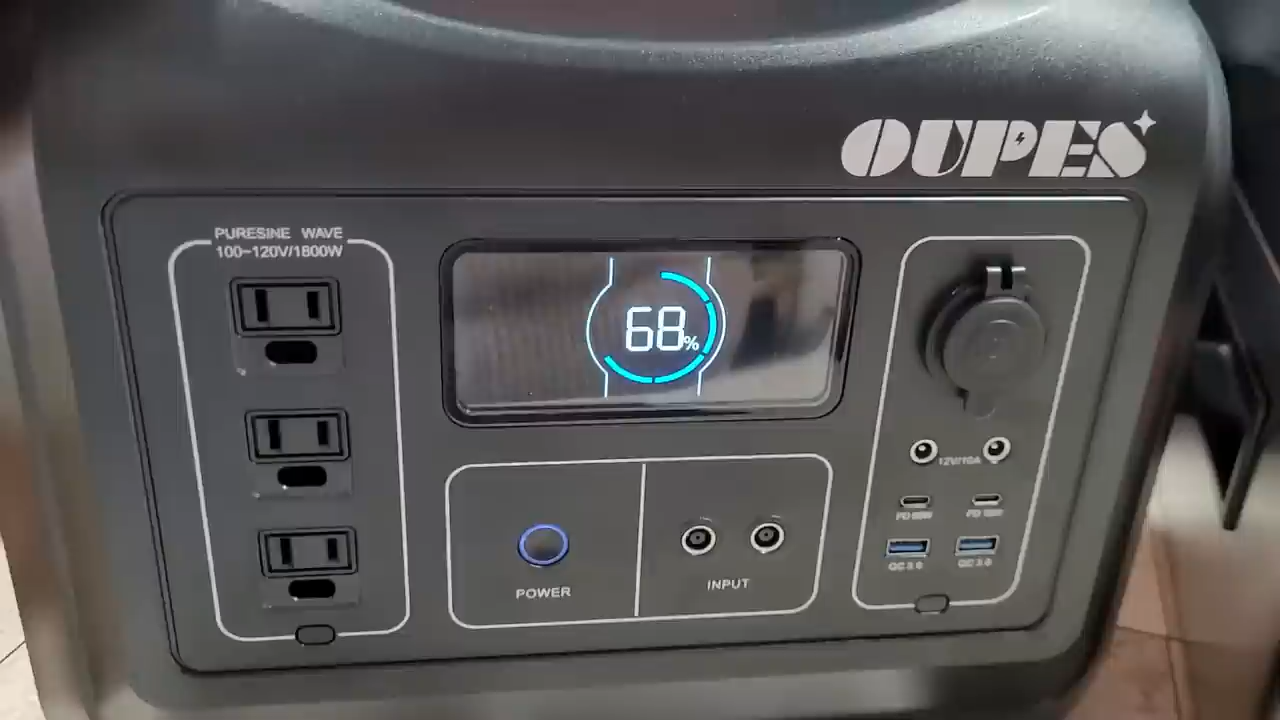 OUPES
PURESINE WAVE
100~120V/1800W
68%
12V/10A
QC 3.0
QC 3.0
POWER
INPUT